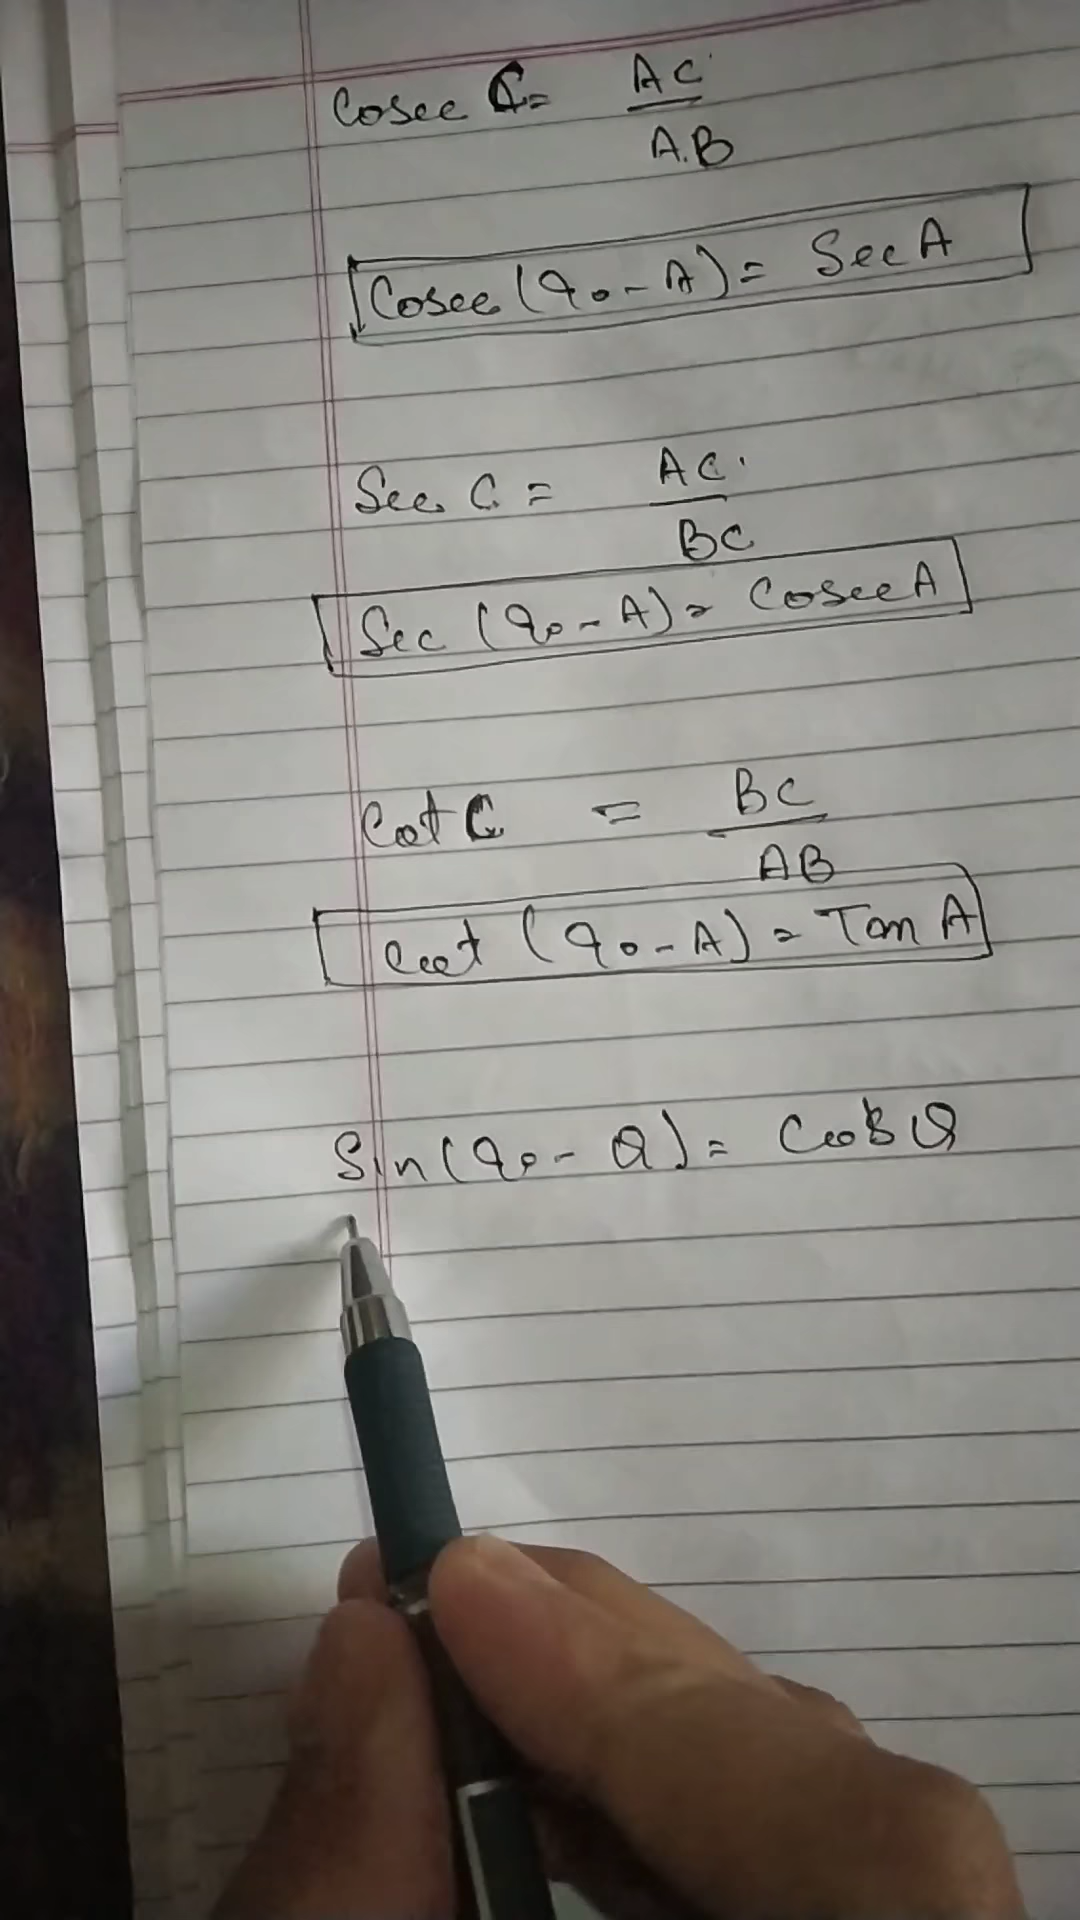 Cosec C = AC
A.B
Cosec (90 - A) = Sec A
Sec C = AC
BC
Sec (90 - A) = Cosec A
Cot C = BC
AB
Cot (90 - A) = Tan A
Sin (90 - Q) = Cos Q